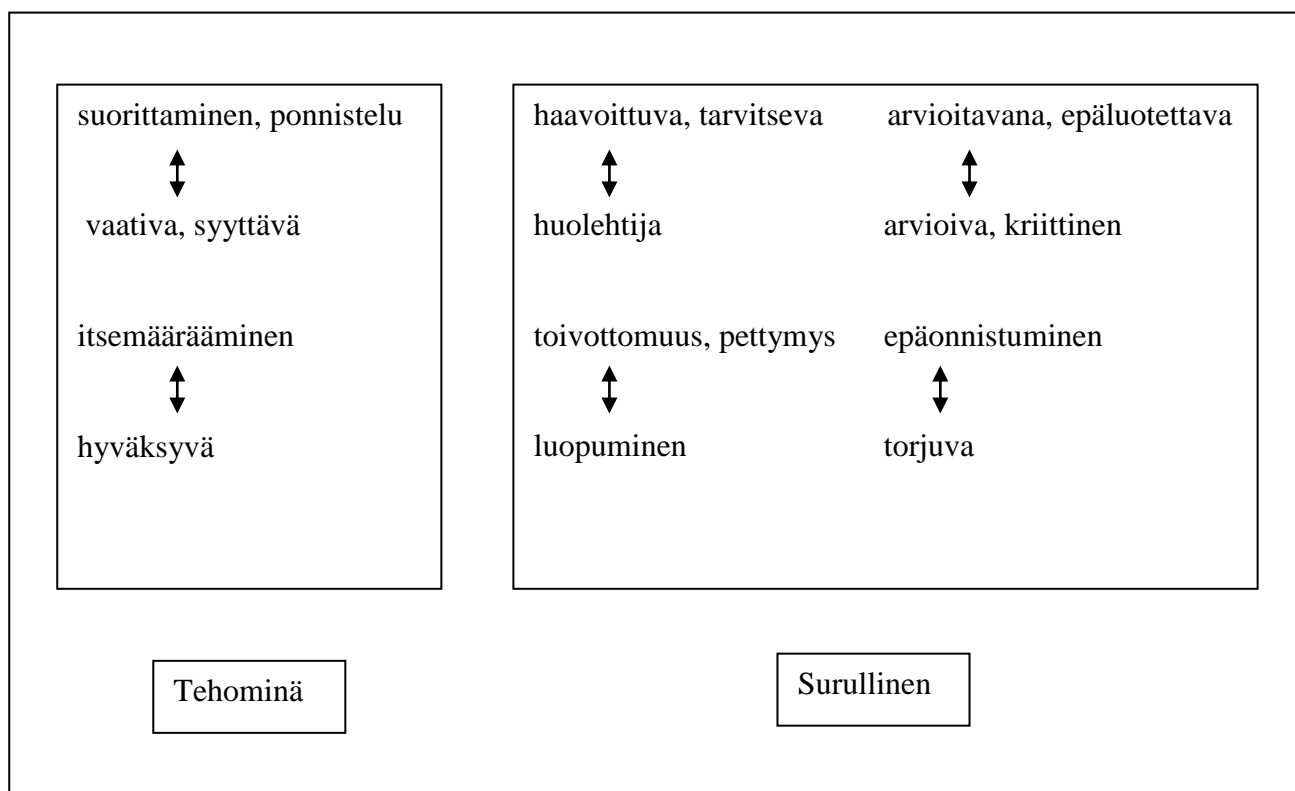 suorittaminen, ponnistelu
vaativa, syyttävä
itsemäärääminen
hyväksyvä
haavoittuva, tarvitseva
huolehtija
toivottomuus, pettymys
luopuminen
arvioitavana, epäluotettava
arvioiva, kriittinen
epäonnistuminen
torjuva
Tehominä
Surullinen